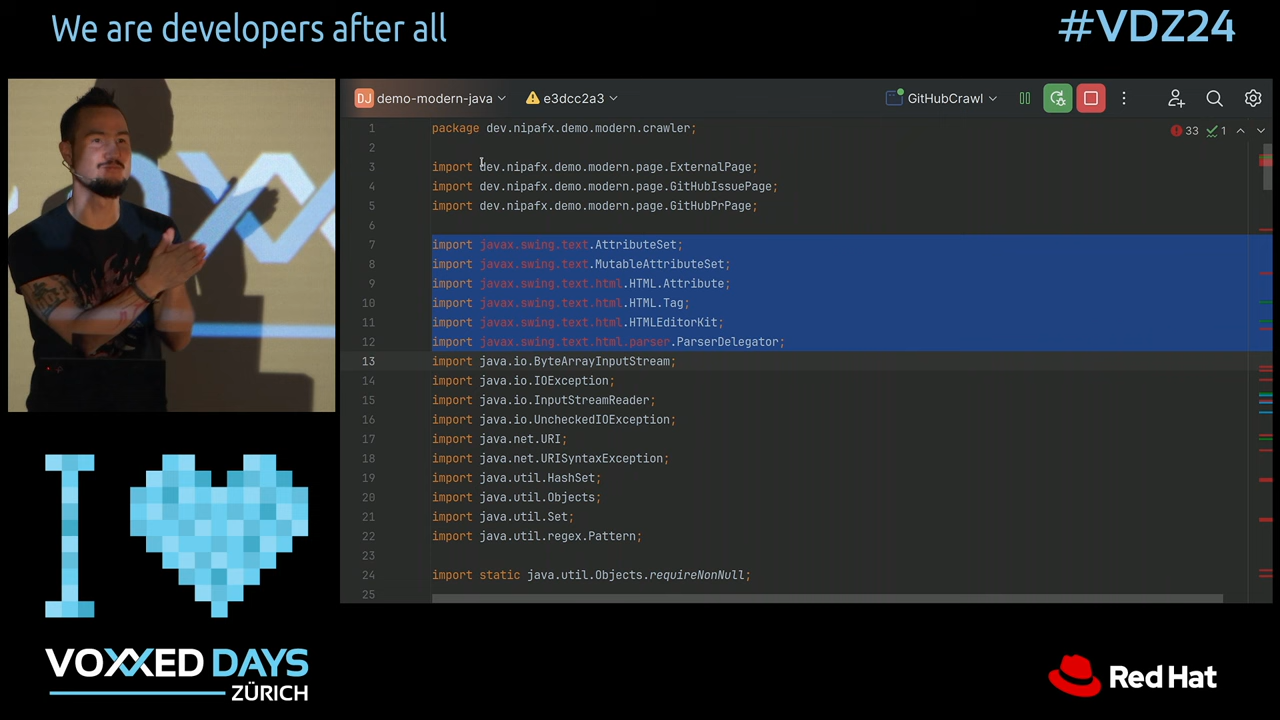 We are developers after all
#VDZ24
DJ demo-modern-java
e3dcc2a3
GitHubCrawl
33
1
1 package dev.nipafx.demo.modern.crawler;
2
3 import dev.nipafx.demo.modern.page.ExternalPage;
4 import dev.nipafx.demo.modern.page.GitHubIssuePage;
5 import dev.nipafx.demo.modern.page.GitHubPrPage;
6
7 import javax.swing.text.AttributeSet;
8 import javax.swing.text.MutableAttributeSet;
9 import javax.swing.text.html.HTML.Attribute;
10 import javax.swing.text.html.HTML.Tag;
11 import javax.swing.text.html.HTMLEditorKit;
12 import javax.swing.text.html.parser.ParserDelegator;
13 import java.io.ByteArrayInputStream;
14 import java.io.IOException;
15 import java.io.InputStreamReader;
16 import java.io.UncheckedIOException;
17 import java.net.URI;
18 import java.net.URISyntaxException;
19 import java.util.HashSet;
20 import java.util.Objects;
21 import java.util.Set;
22 import java.util.regex.Pattern;
23
24 import static java.util.Objects.requireNonNull;
25
I
VOXXED DAYS
ZÜRICH
Red Hat